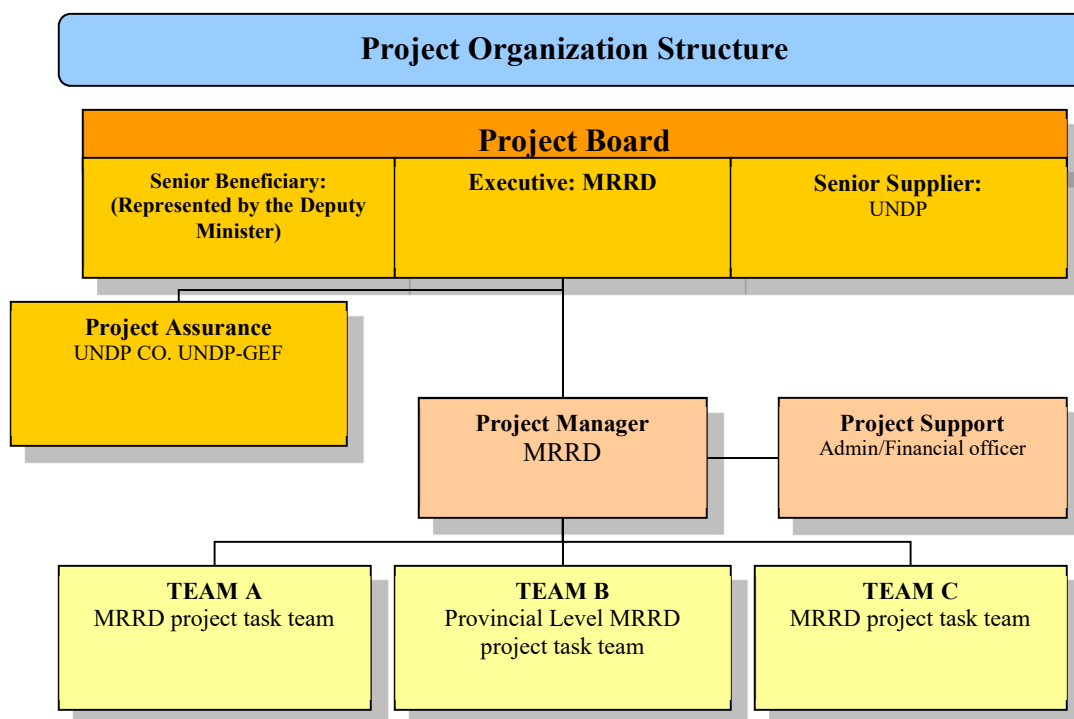 Project Organization Structure
Project Board
Senior Beneficiary:
(Represented by the Deputy
Minister)
Executive: MRRD
Senior Supplier:
UNDP
Project Assurance
UNDP CO. UNDP-GEF
Project Manager
MRRD
Project Support
Admin/Financial officer
TEAM A
MRRD project task team
TEAM B
Provincial Level MRRD
project task team
TEAM C
MRRD project task team